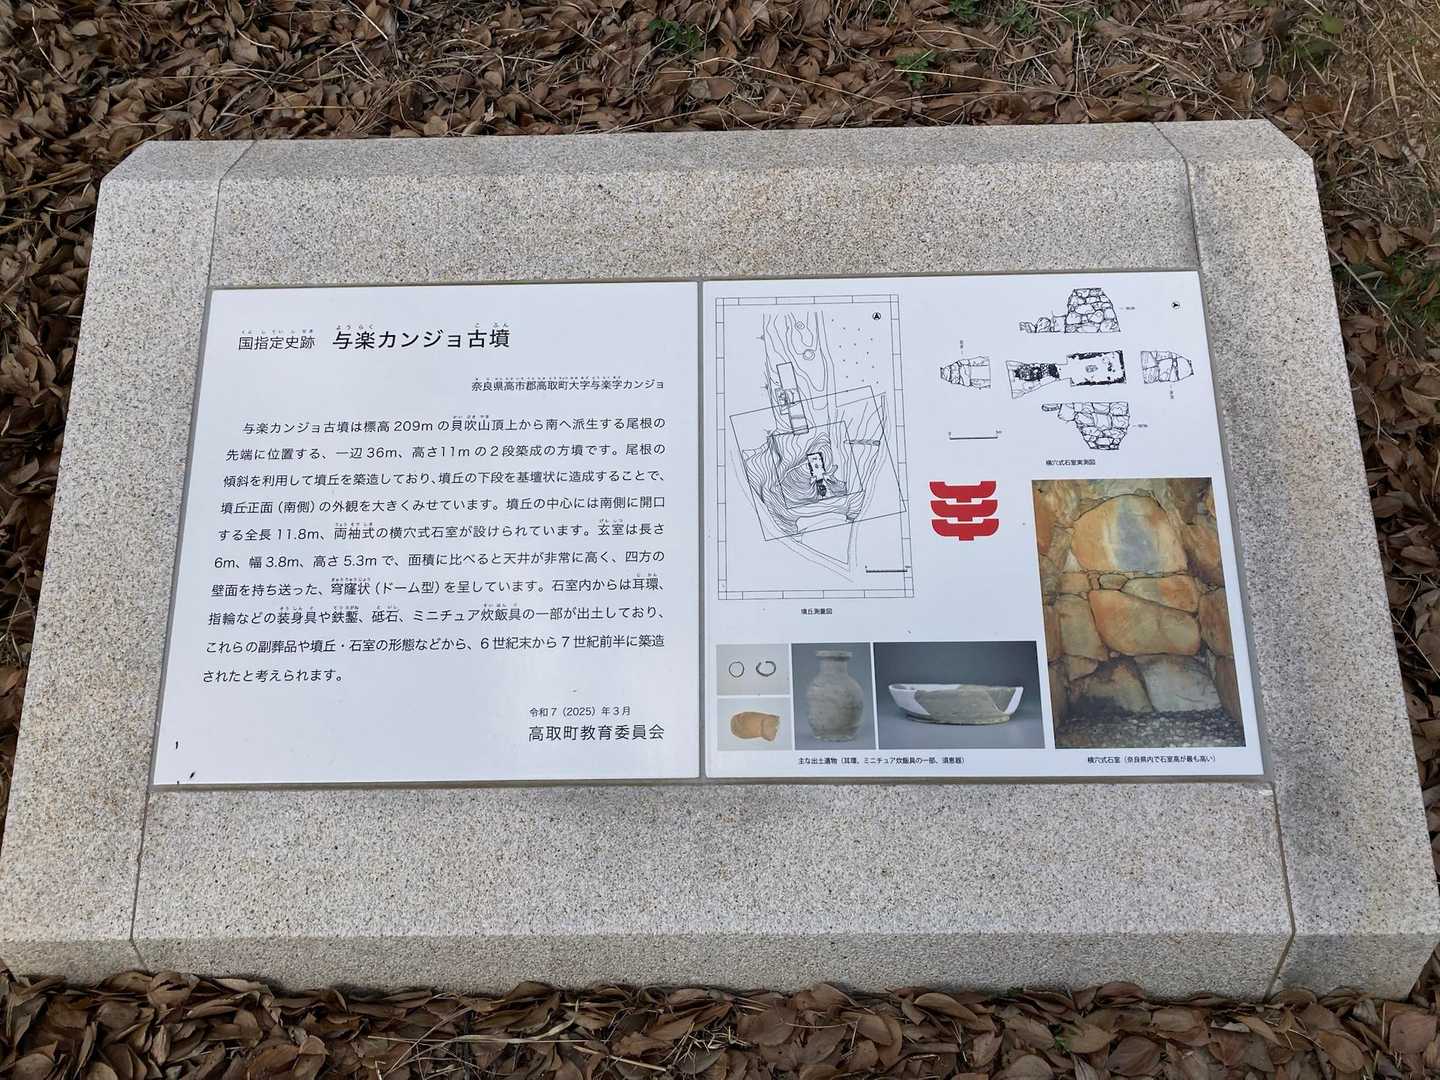 国指定史跡 与楽カンジョ古墳
奈良県高市郡高取町大字与楽字カンジョ
与楽カンジョ古墳は標高209mの貝吹山頂上から南へ派生する尾根の
先端に位置する、一辺36m、高さ11mの2段築成の方墳です。尾根の
傾斜を利用して墳丘を築造しており、墳丘の下段を基壇状に造成することで、
墳丘正面（南側）の外観を大きくみせています。墳丘の中心には南側に開口
する全長11.8m、両袖式の横穴式石室が設けられています。玄室は長さ
6m、幅3.8m、高さ5.3mで、面積に比べると天井が非常に高く、四方の
壁面を持ち送った、穹窿状（ドーム型）を呈しています。石室内からは耳環、
指輪などの装身具や鉄鏨、砥石、ミニチュア炊飯具の一部が出土しており、
これらの副葬品や墳丘・石室の形態などから、6世紀末から7世紀前半に築造
されたと考えられます。
令和7（2025）年3月
高取町教育委員会
墳丘測量図
横穴式石室実測図
主な出土遺物（耳環、ミニチュア炊飯具の一部、須恵器）
横穴式石室（奈良県内で石室高が最も高い）